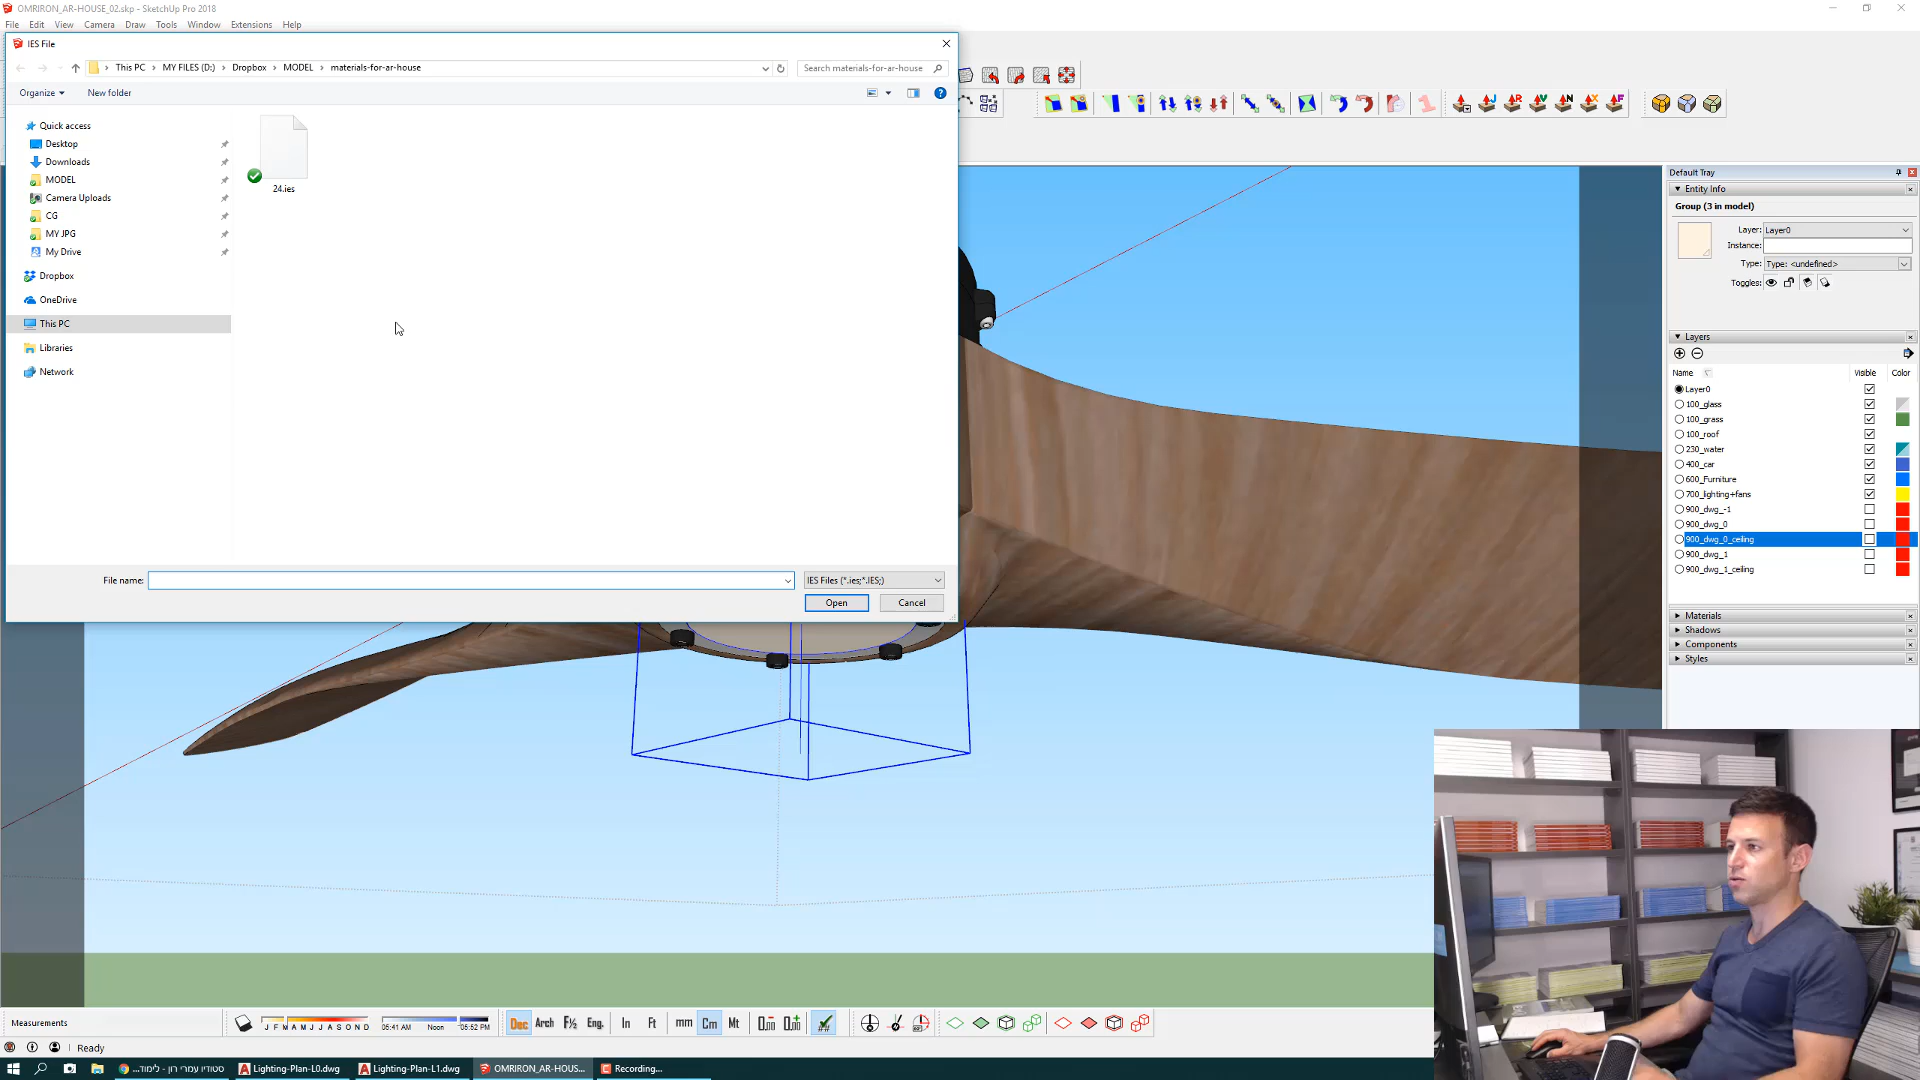 OMRIRON_AR-HOUSE_02.skp - SketchUp Pro 2018
File Edit View Camera Draw Tools Window Extensions Help
IES File
This PC > MY FILES (D:) > Dropbox > MODEL > materials-for-ar-house
Search materials-for-ar-house
Organize
New folder
Quick access
Desktop
Downloads
MODEL
Camera Uploads
CG
MY JPG
My Drive
Dropbox
OneDrive
This PC
Libraries
Network
24.ies
File name:
IES Files (*.ies;*.IES;)
Open
Cancel
J R V N X F
Default Tray
Entity Info
Group (3 in model)
Layer: Layer0
Instance:
Type: Type: <undefined>
Toggles:
Layers
Name Visible Color
Layer0
100_glass
100_grass
100_roof
230_water
400_car
600_Furniture
700_lighting+fans
900_dwg_-1
900_dwg_0
900_dwg_0_ceiling
900_dwg_1
900_dwg_1_ceiling
Materials
Shadows
Components
Styles
Measurements
J F M A M J J A S O N D
05:41 AM Noon 05:52 PM
Dec Arch F½ Eng. In Ft mm Cm Mt
Ready
סטודיו עמרי רון - לימוד...
Lighting-Plan-L0.dwg
Lighting-Plan-L1.dwg
OMRIRON_AR-HOUS...
Recording...